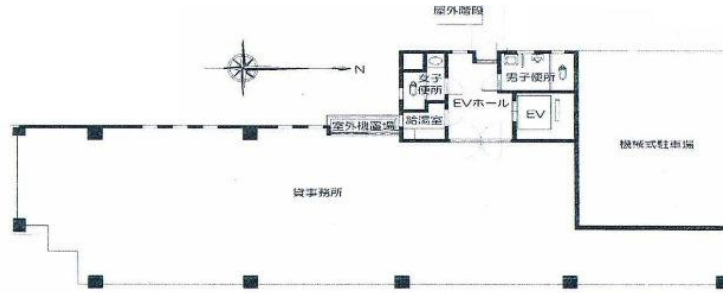 屋外階段
N
女子
便所
男子便所
EVホール
EV
室外機置場
給湯室
機械式駐車場
貸事務所